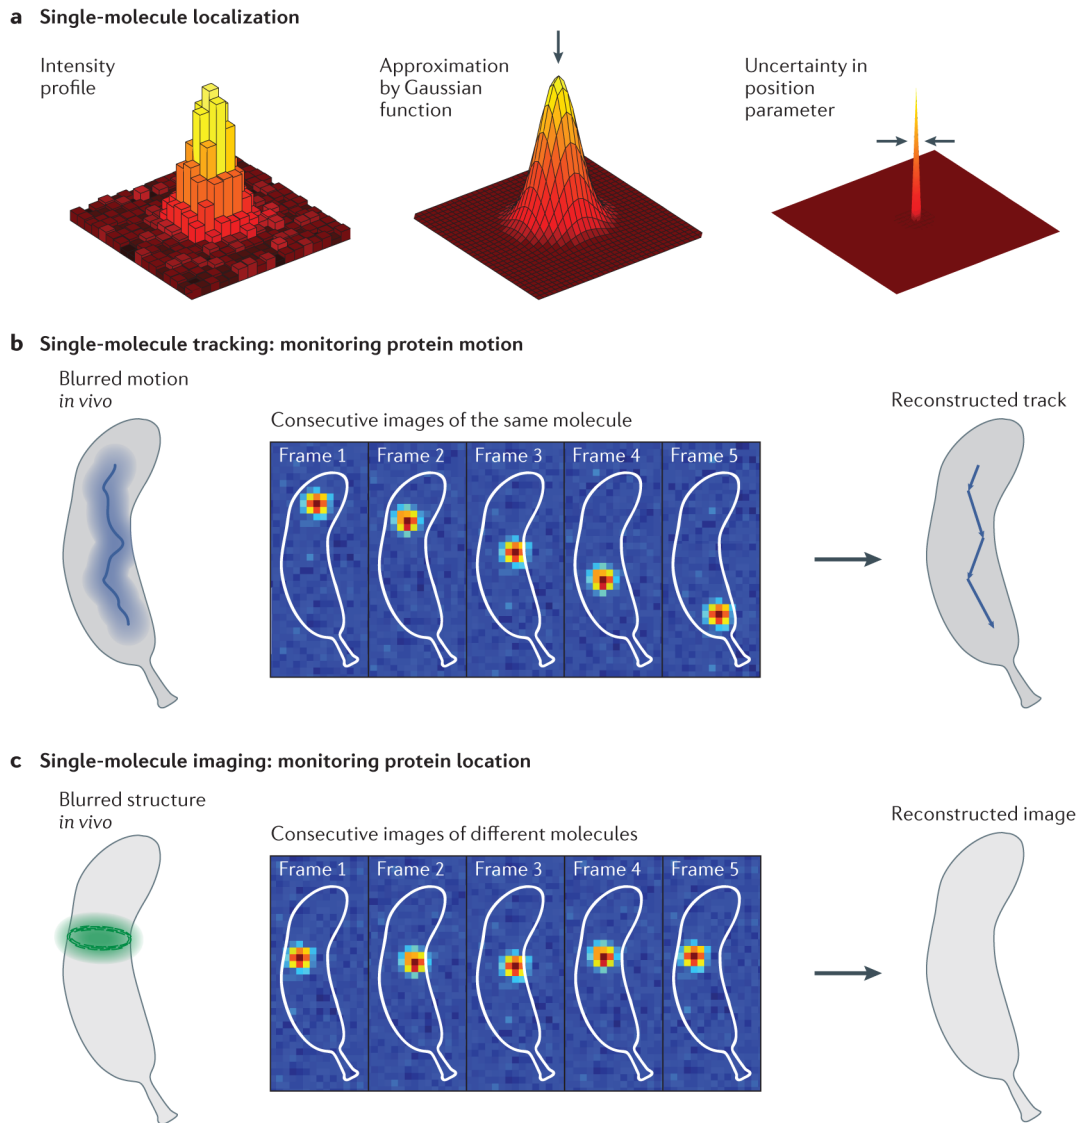 a Single-molecule localization
Intensity
profile
Approximation
by Gaussian
function
Uncertainty in
position
parameter
b Single-molecule tracking: monitoring protein motion
Blurred motion
in vivo
Consecutive images of the same molecule
Reconstructed track
Frame 1
Frame 2
Frame 3
Frame 4
Frame 5
c Single-molecule imaging: monitoring protein location
Blurred structure
in vivo
Consecutive images of different molecules
Reconstructed image
Frame 1
Frame 2
Frame 3
Frame 4
Frame 5